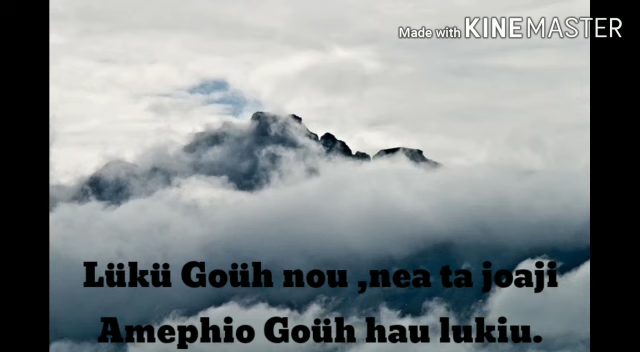 Made with KINEMASTER
Lükü Goüh nou ,nea ta joaji
Amephio Goüh hau lukiu.